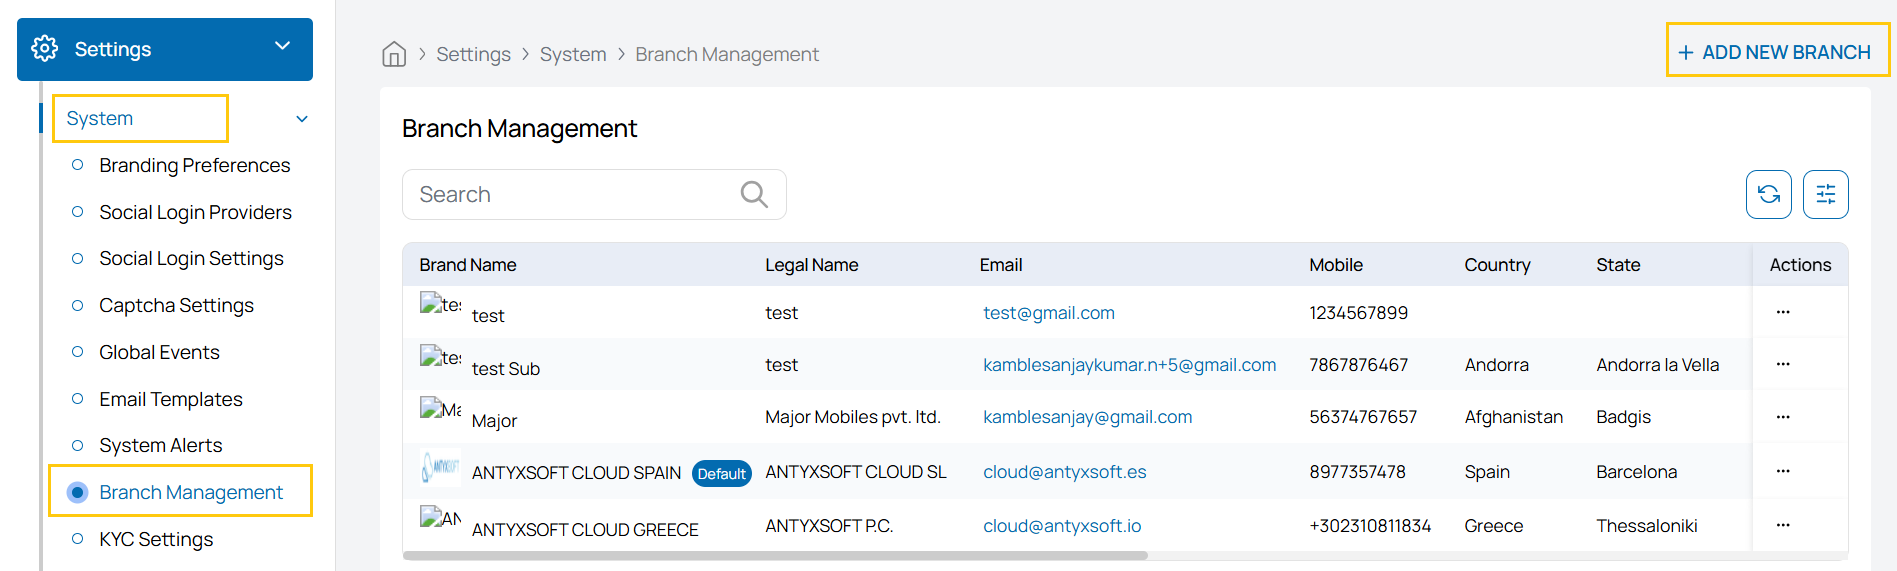 Settings
System
Branding Preferences
Social Login Providers
Social Login Settings
Captcha Settings
Global Events
Email Templates
System Alerts
Branch Management
KYC Settings
Settings > System > Branch Management
+ ADD NEW BRANCH
Branch Management
Search
Brand Name Legal Name Email Mobile Country State Actions
tes test test test@gmail.com 1234567899 ...
tes test Sub test kamblesanjaykumar.n+5@gmail.com 7867876467 Andorra Andorra la Vella ...
Ma Major Major Mobiles pvt. ltd. kamblesanjay@gmail.com 56374767657 Afghanistan Badgis ...
ANTYXSOFT ANTYXSOFT CLOUD SPAIN Default ANTYXSOFT CLOUD SL cloud@antyxsoft.es 8977357478 Spain Barcelona ...
AN ANTYXSOFT CLOUD GREECE ANTYXSOFT P.C. cloud@antyxsoft.io +302310811834 Greece Thessaloniki ...